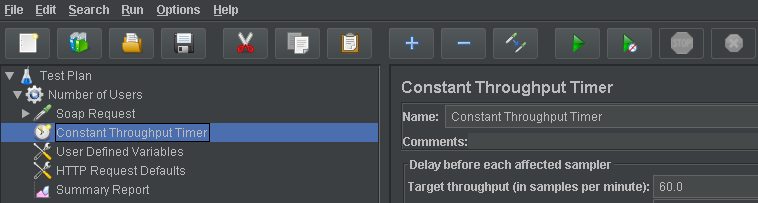 File Edit Search Run Options Help
STOP
Test Plan
Number of Users
Soap Request
Constant Throughput Timer
User Defined Variables
HTTP Request Defaults
Summary Report
Constant Throughput Timer
Name: Constant Throughput Timer
Comments:
Delay before each affected sampler
Target throughput (in samples per minute): 60.0